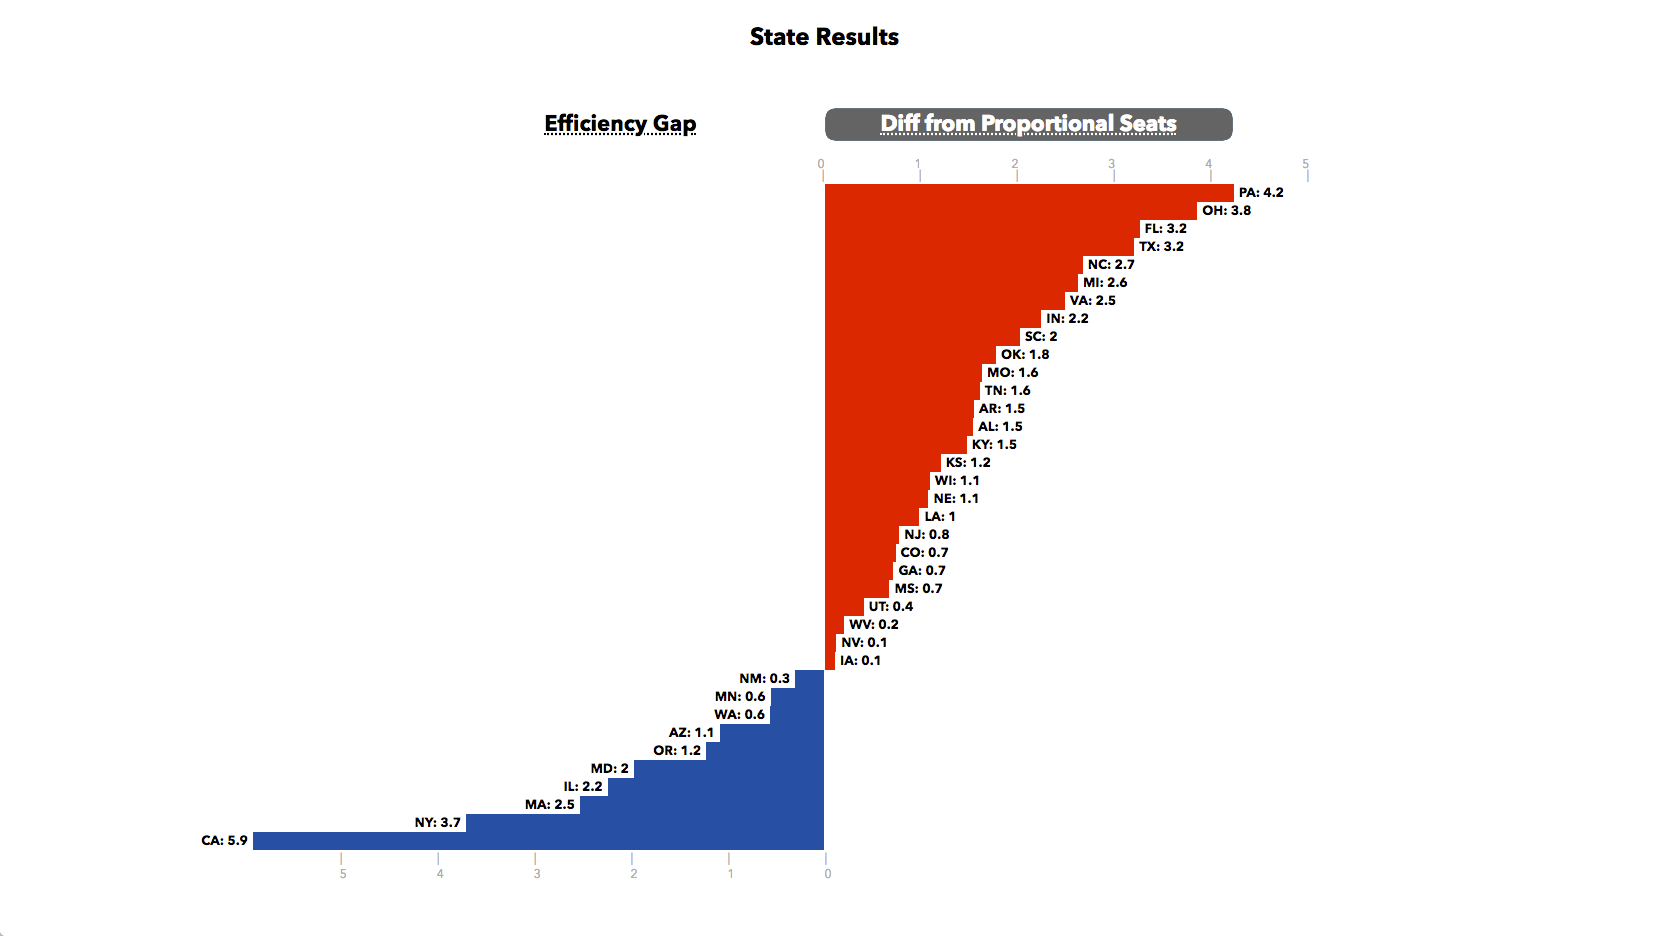 State Results
Efficiency Gap
Diff from Proportional Seats
0 1 2 3 4 5
PA: 4.2
OH: 3.8
FL: 3.2
TX: 3.2
NC: 2.7
MI: 2.6
VA: 2.5
IN: 2.2
SC: 2
OK: 1.8
MO: 1.6
TN: 1.6
AR: 1.5
AL: 1.5
KY: 1.5
KS: 1.2
WI: 1.1
NE: 1.1
LA: 1
NJ: 0.8
CO: 0.7
GA: 0.7
MS: 0.7
UT: 0.4
WV: 0.2
NV: 0.1
IA: 0.1
NM: 0.3
MN: 0.6
WA: 0.6
AZ: 1.1
OR: 1.2
MD: 2
IL: 2.2
MA: 2.5
NY: 3.7
CA: 5.9
5 4 3 2 1 0